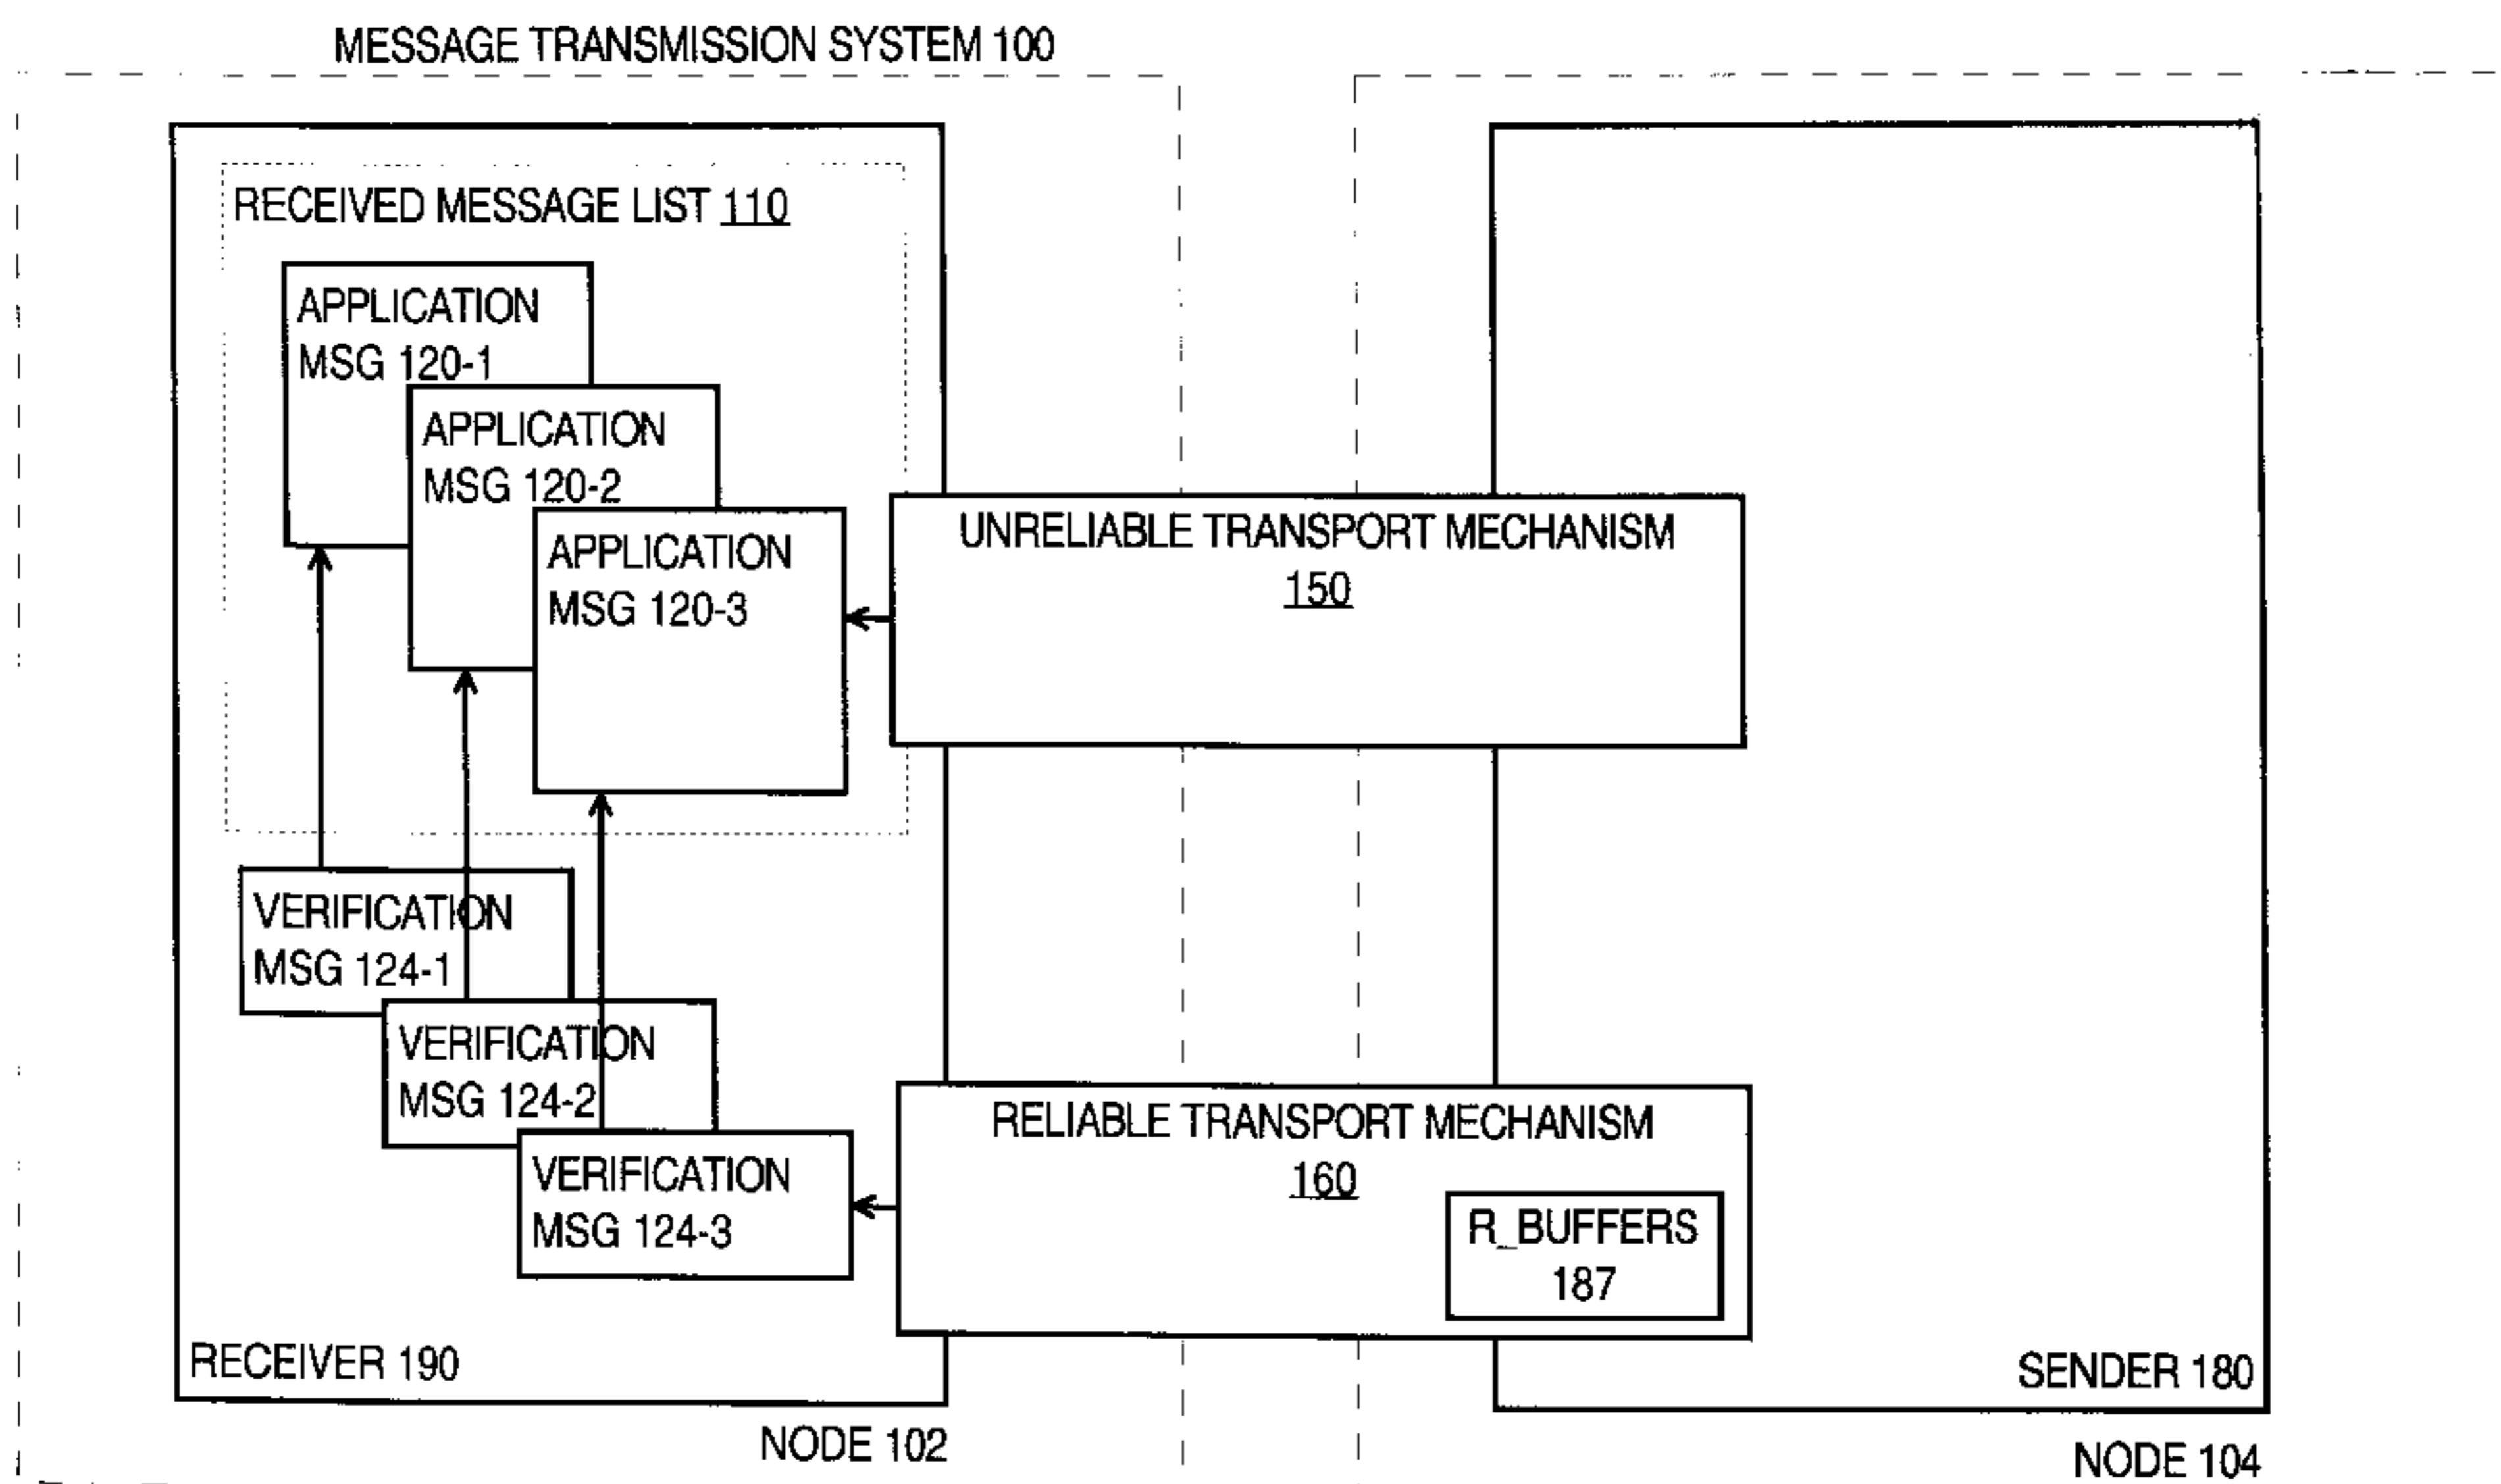 MESSAGE TRANSMISSION SYSTEM 100
RECEIVED MESSAGE LIST 110
APPLICATION
MSG 120-1
APPLICATION
MSG 120-2
APPLICATION
MSG 120-3
UNRELIABLE TRANSPORT MECHANISM
150
VERIFICATION
MSG 124-1
VERIFICATION
MSG 124-2
VERIFICATION
MSG 124-3
RELIABLE TRANSPORT MECHANISM
160
R_BUFFERS
187
RECEIVER 190
SENDER 180
NODE 102
NODE 104